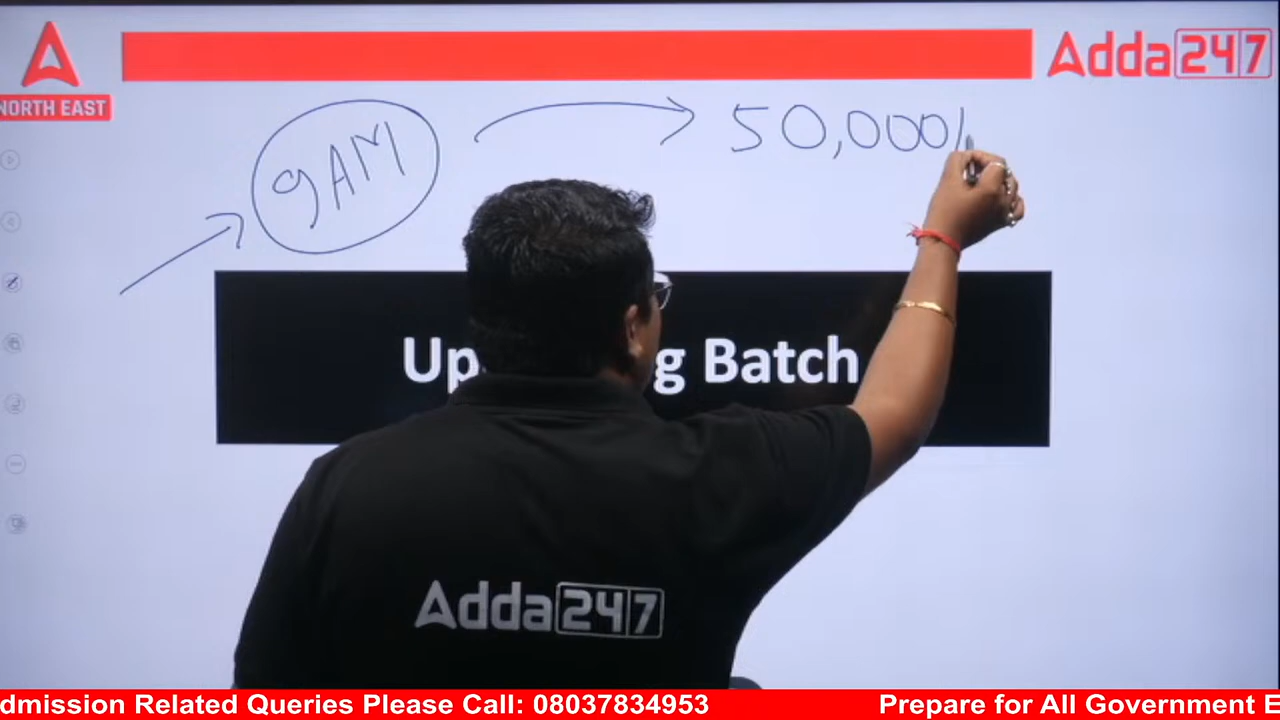 Adda247
NORTH EAST
9AM
50,000/
Up g Batch
Adda247
dmission Related Queries Please Call: 08037834953 Prepare for All Government E